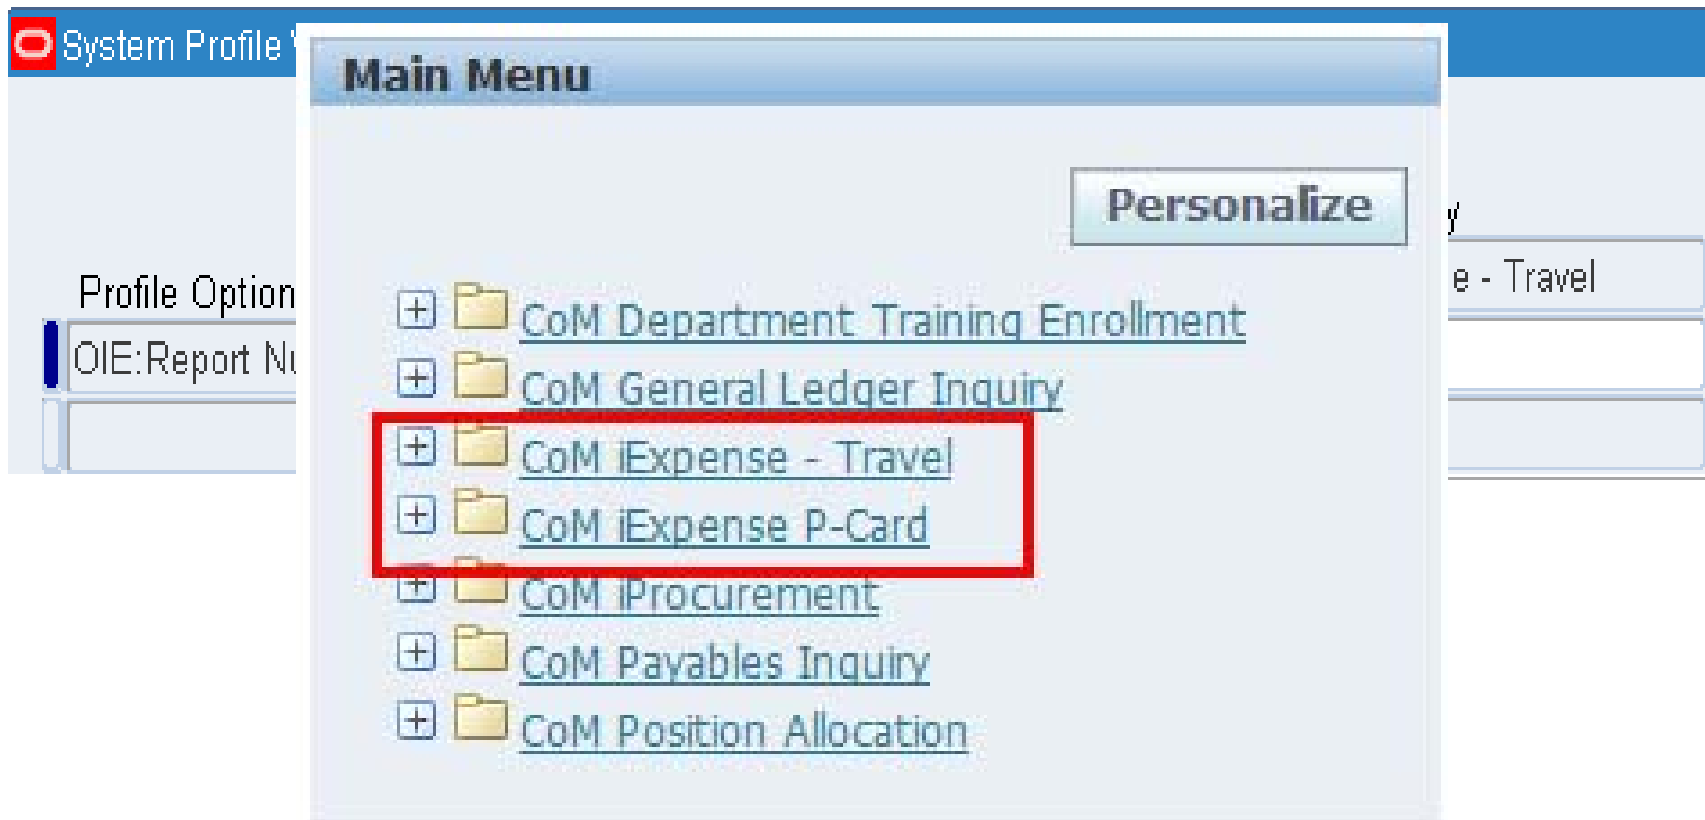 System Profile
Main Menu
Personalize
y
Profile Option
e - Travel
OIE:Report Nu
CoM Department Training Enrollment
CoM General Ledger Inquiry
CoM iExpense - Travel
CoM iExpense P-Card
CoM iProcurement
CoM Payables Inquiry
CoM Position Allocation